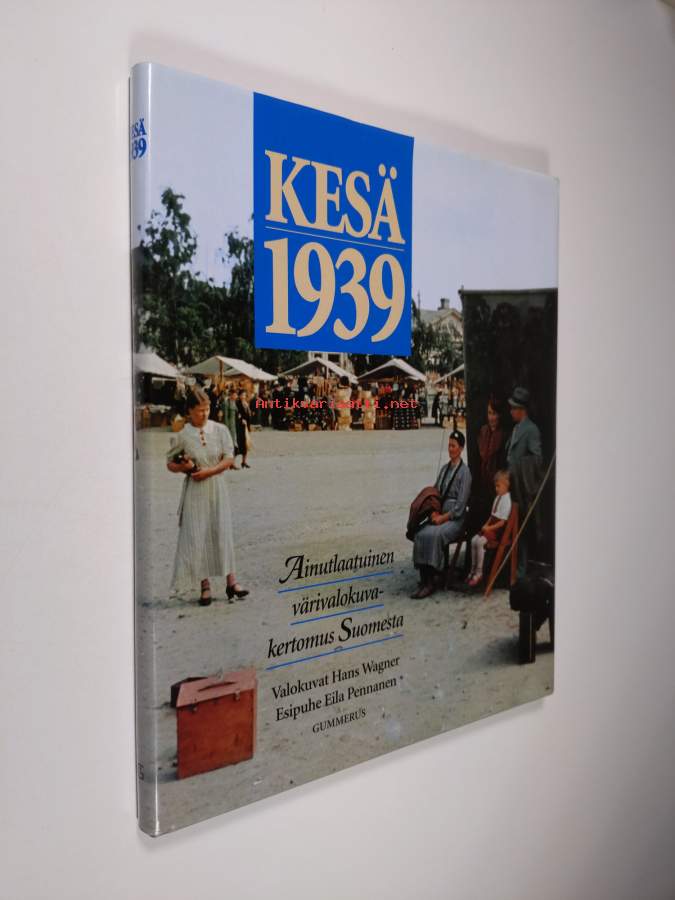 KESÄ
1939
KESÄ
1939
Antikvariaatti.net
Ainutlaatuinen
värivalokuva-
kertomus Suomesta
Valokuvat Hans Wagner
Esipuhe Eila Pennanen
GUMMERUS